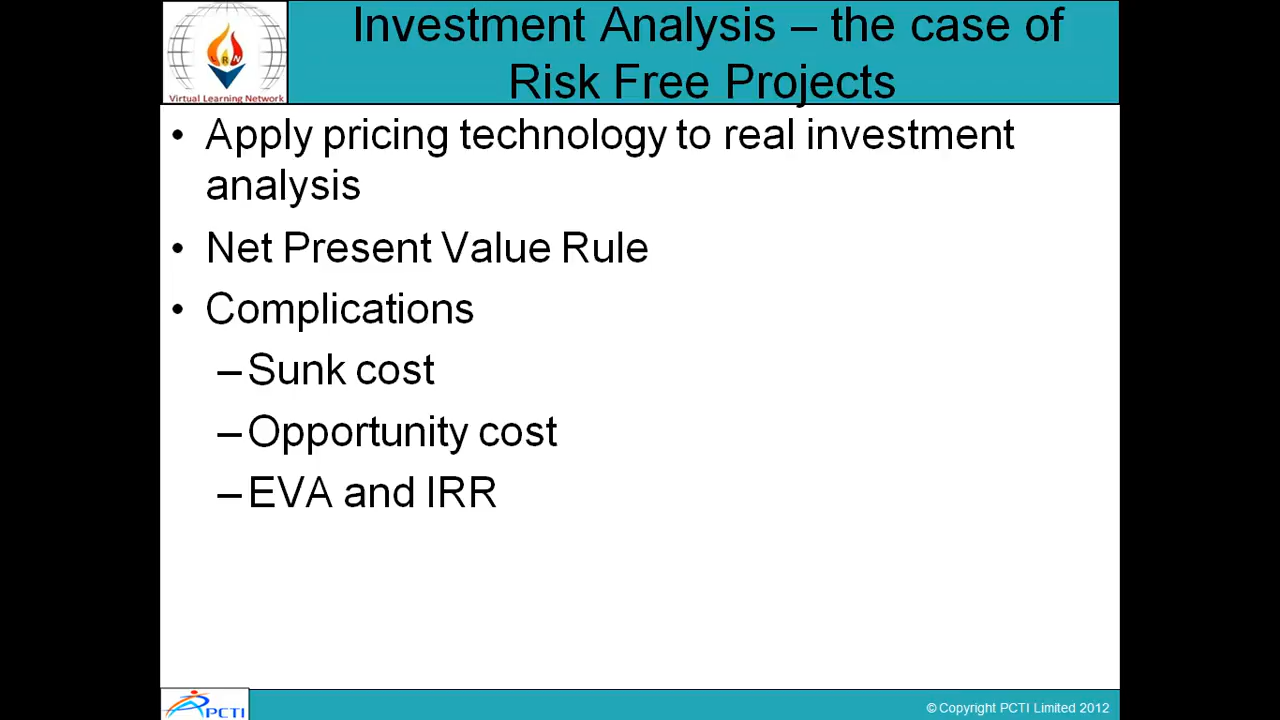 Investment Analysis – the case of
Risk Free Projects
Virtual Learning Network
• Apply pricing technology to real investment
analysis
• Net Present Value Rule
• Complications
– Sunk cost
– Opportunity cost
– EVA and IRR
PCTI
© Copyright PCTI Limited 2012